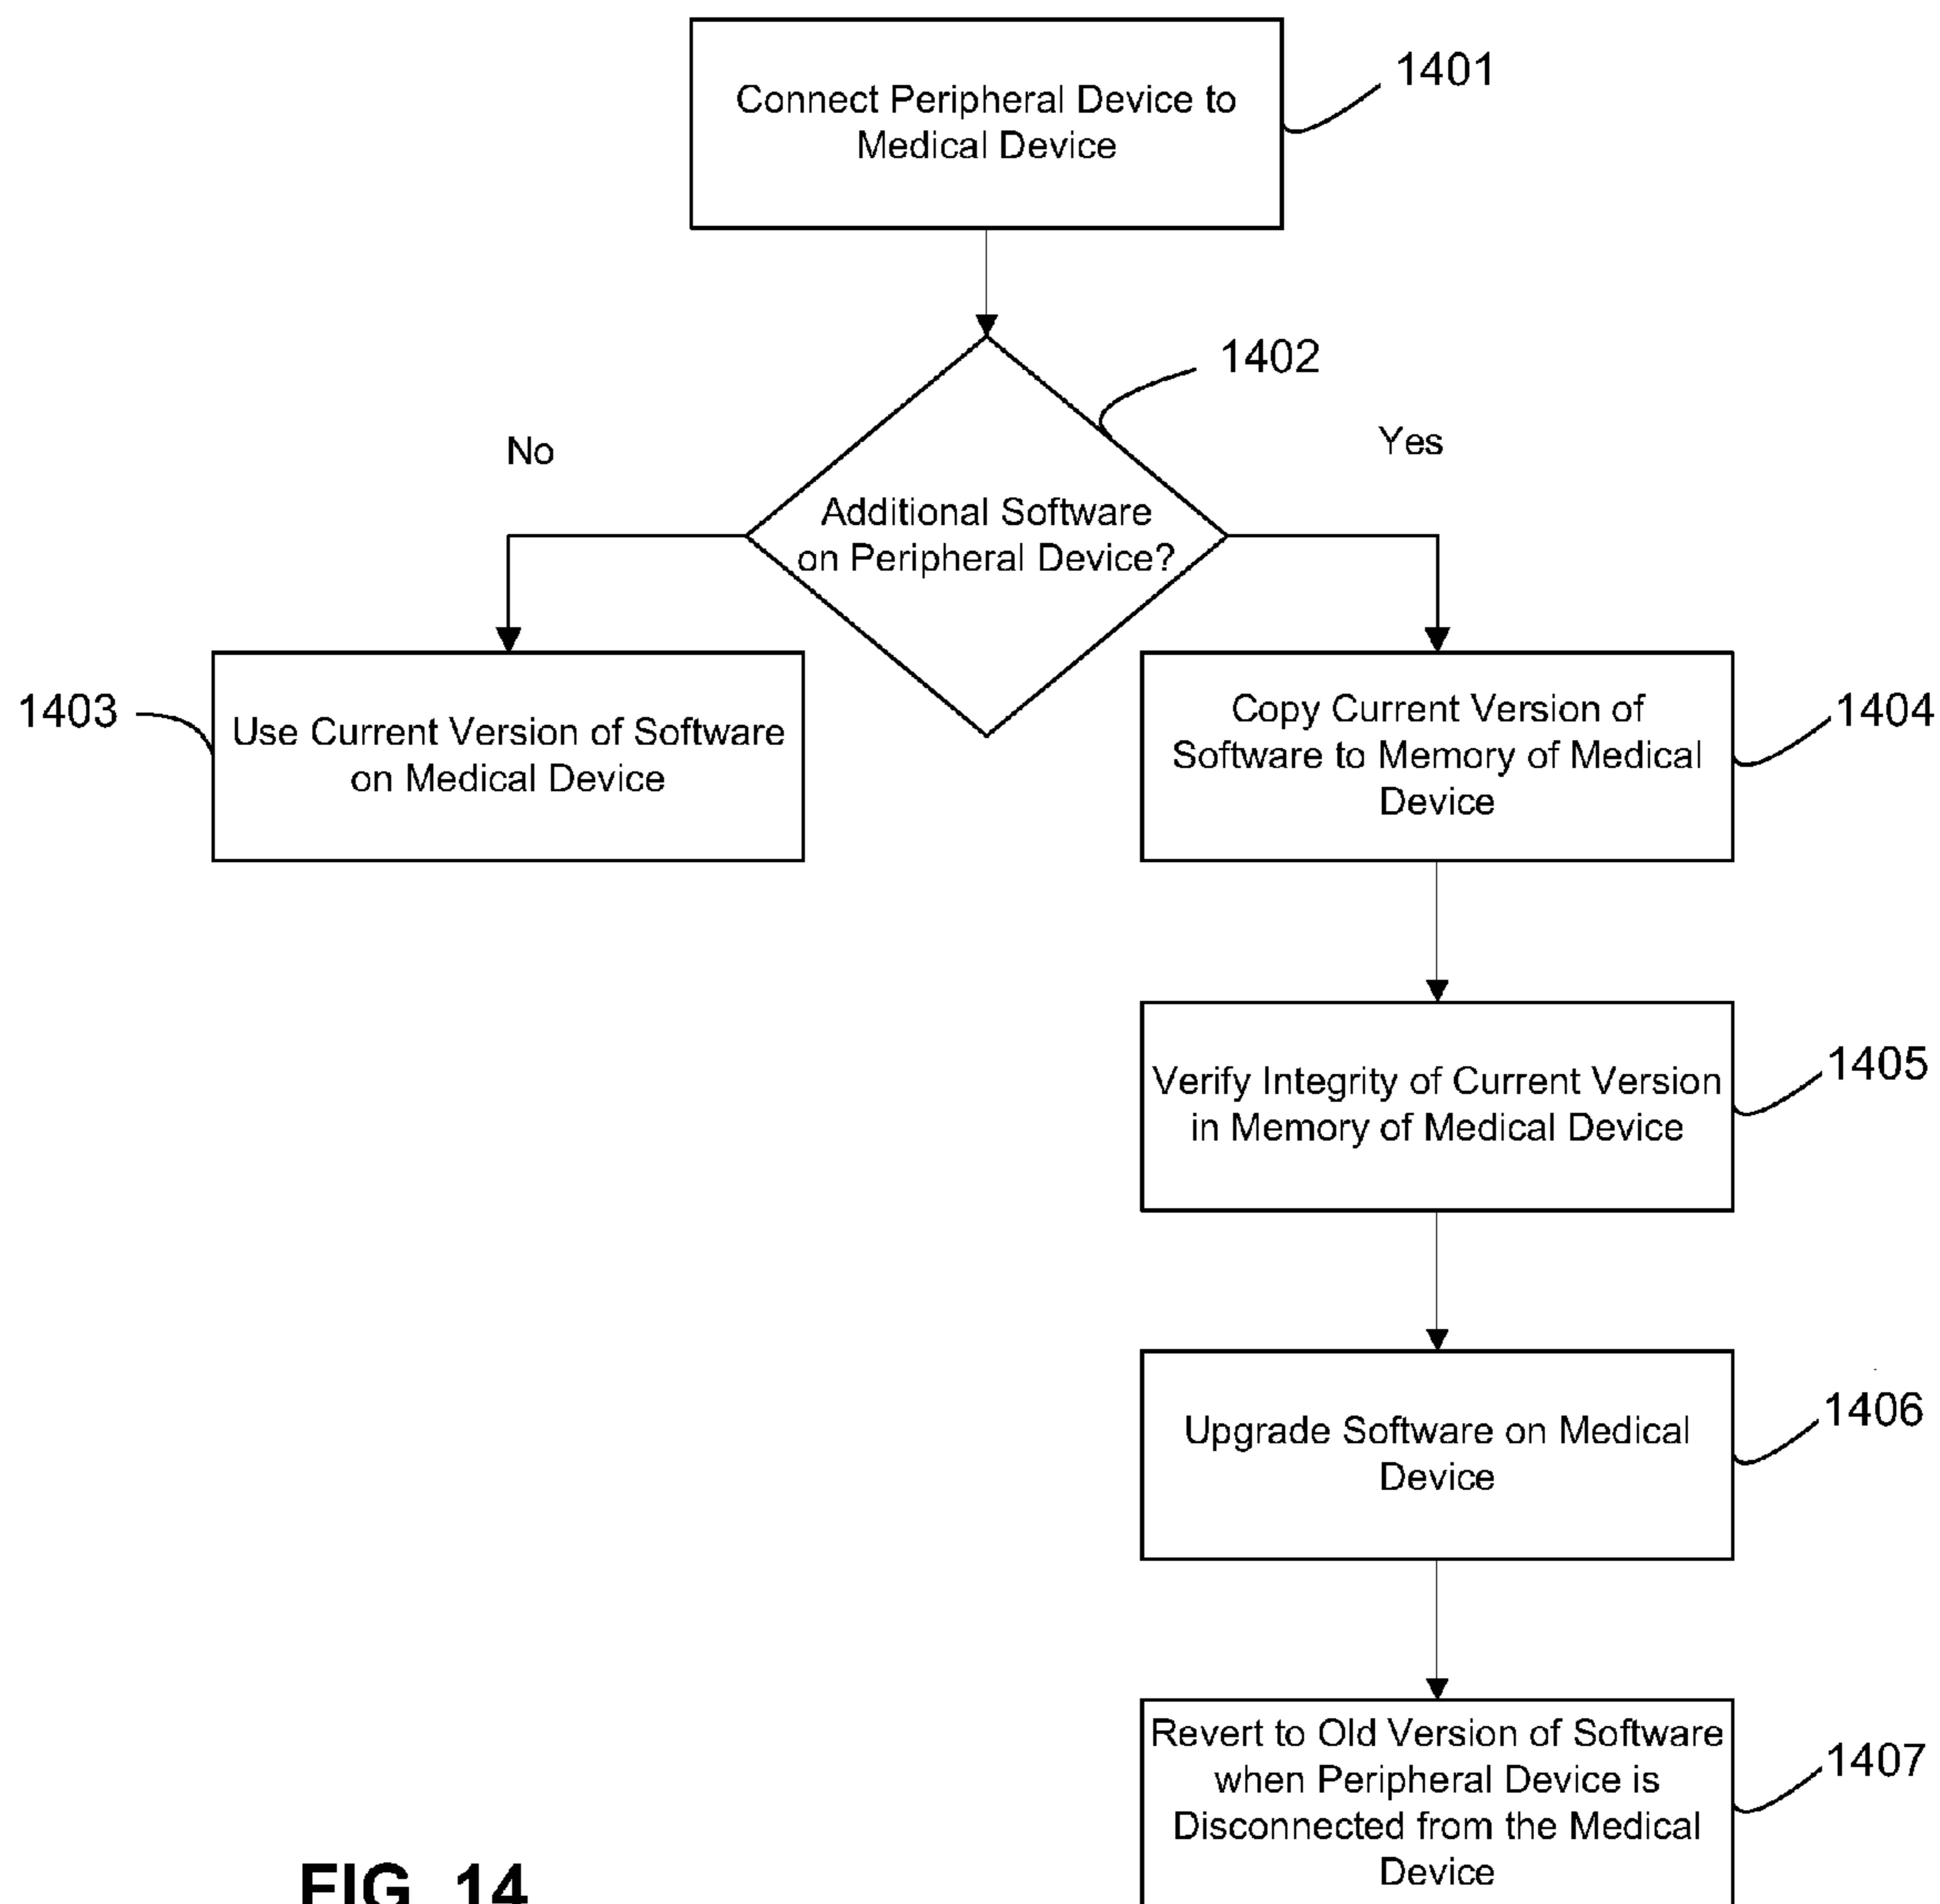 Connect Peripheral Device to
Medical Device
1401
1402
No
Yes
Additional Software
on Peripheral Device?
1403
Use Current Version of Software
on Medical Device
Copy Current Version of
Software to Memory of Medical
Device
1404
Verify Integrity of Current Version
in Memory of Medical Device
1405
Upgrade Software on Medical
Device
1406
Revert to Old Version of Software
when Peripheral Device is
Disconnected from the Medical
Device
1407
FIG. 14